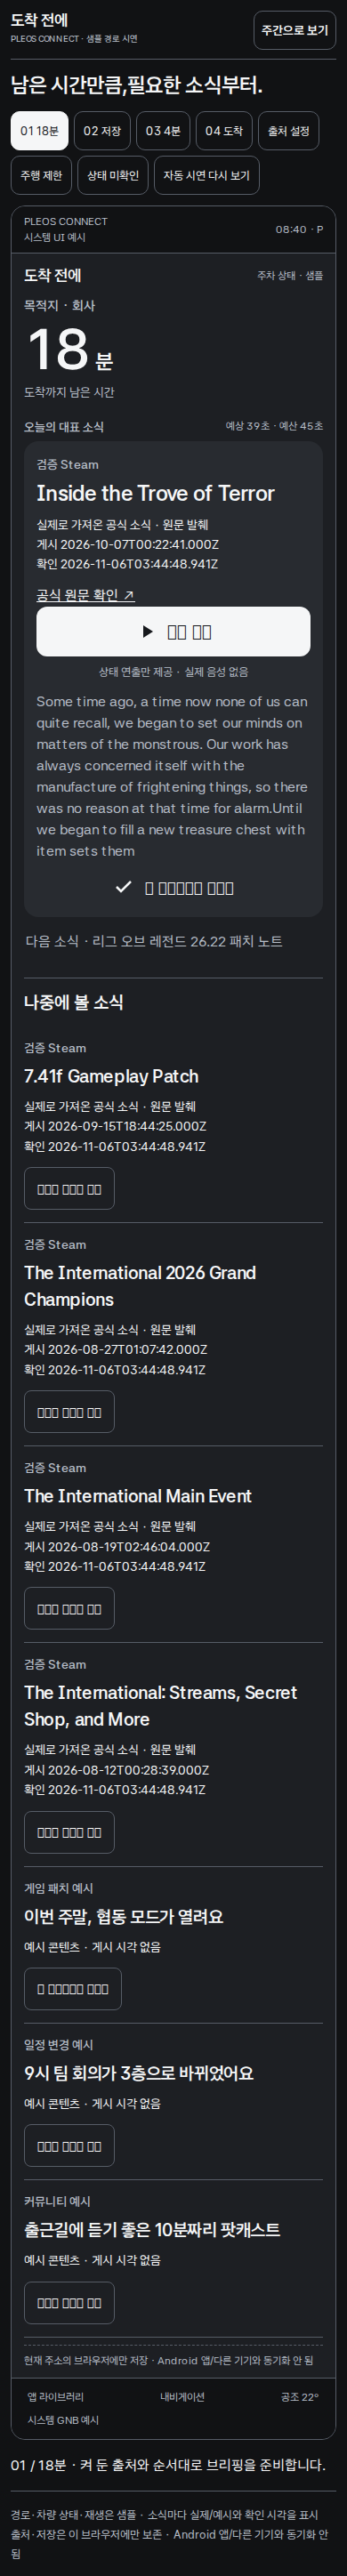 도착 전에
PLEOS CONNECT · 샘플 경로 시연
주간으로 보기
남은 시간만큼,필요한 소식부터.
01 18분
02 저장
03 4분
04 도착
출처 설정
주행 제한
상태 미확인
자동 시연 다시 보기
PLEOS CONNECT
시스템 UI 예시
08:40 · P
도착 전에
주차 상태 · 샘플
목적지 · 회사
18 분
도착까지 남은 시간
오늘의 대표 소식
예상 39초 · 예산 45초
검증 Steam
Inside the Trove of Terror
실제로 가져온 공식 소식 · 원문 발췌
게시 2026-10-07T00:22:41.000Z
확인 2026-11-06T03:44:48.941Z
공식 원문 확인 ↗
상태 연출만 제공 · 실제 음성 없음
Some time ago, a time now none of us can
quite recall, we began to set our minds on
matters of the monstrous. Our work has
always concerned itself with the
manufacture of frightening things, so there
was no reason at that time for alarm.Until
we began to fill a new treasure chest with
item sets them
다음 소식 · 리그 오브 레전드 26.22 패치 노트
나중에 볼 소식
검증 Steam
7.41f Gameplay Patch
실제로 가져온 공식 소식 · 원문 발췌
게시 2026-09-15T18:44:25.000Z
확인 2026-11-06T03:44:48.941Z
검증 Steam
The International 2026 Grand
Champions
실제로 가져온 공식 소식 · 원문 발췌
게시 2026-08-27T01:07:42.000Z
확인 2026-11-06T03:44:48.941Z
검증 Steam
The International Main Event
실제로 가져온 공식 소식 · 원문 발췌
게시 2026-08-19T02:46:04.000Z
확인 2026-11-06T03:44:48.941Z
검증 Steam
The International: Streams, Secret
Shop, and More
실제로 가져온 공식 소식 · 원문 발췌
게시 2026-08-12T00:28:39.000Z
확인 2026-11-06T03:44:48.941Z
게임 패치 예시
이번 주말, 협동 모드가 열려요
예시 콘텐츠 · 게시 시각 없음
일정 변경 예시
9시 팀 회의가 3층으로 바뀌었어요
예시 콘텐츠 · 게시 시각 없음
커뮤니티 예시
출근길에 듣기 좋은 10분짜리 팟캐스트
예시 콘텐츠 · 게시 시각 없음
현재 주소의 브라우저에만 저장 · Android 앱/다른 기기와 동기화 안 됨
앱 라이브러리
내비게이션
공조 22°
시스템 GNB 예시
01 / 18분 · 켜 둔 출처와 순서대로 브리핑을 준비합니다.
경로·차량 상태·재생은 샘플 · 소식마다 실제/예시와 확인 시각을 표시
출처·저장은 이 브라우저에만 보존 · Android 앱/다른 기기와 동기화 안
됨